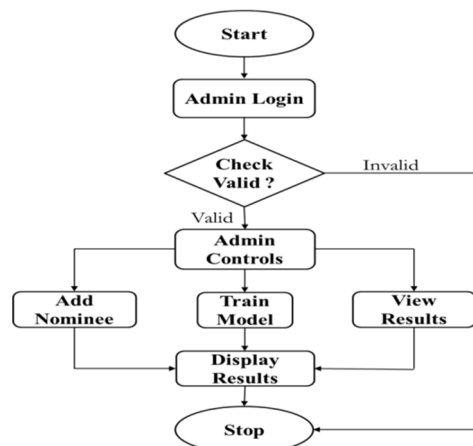 Start
Admin Login
Check
Valid ?
Invalid
Valid
Admin
Controls
Add
Nominee
Train
Model
View
Results
Display
Results
Stop